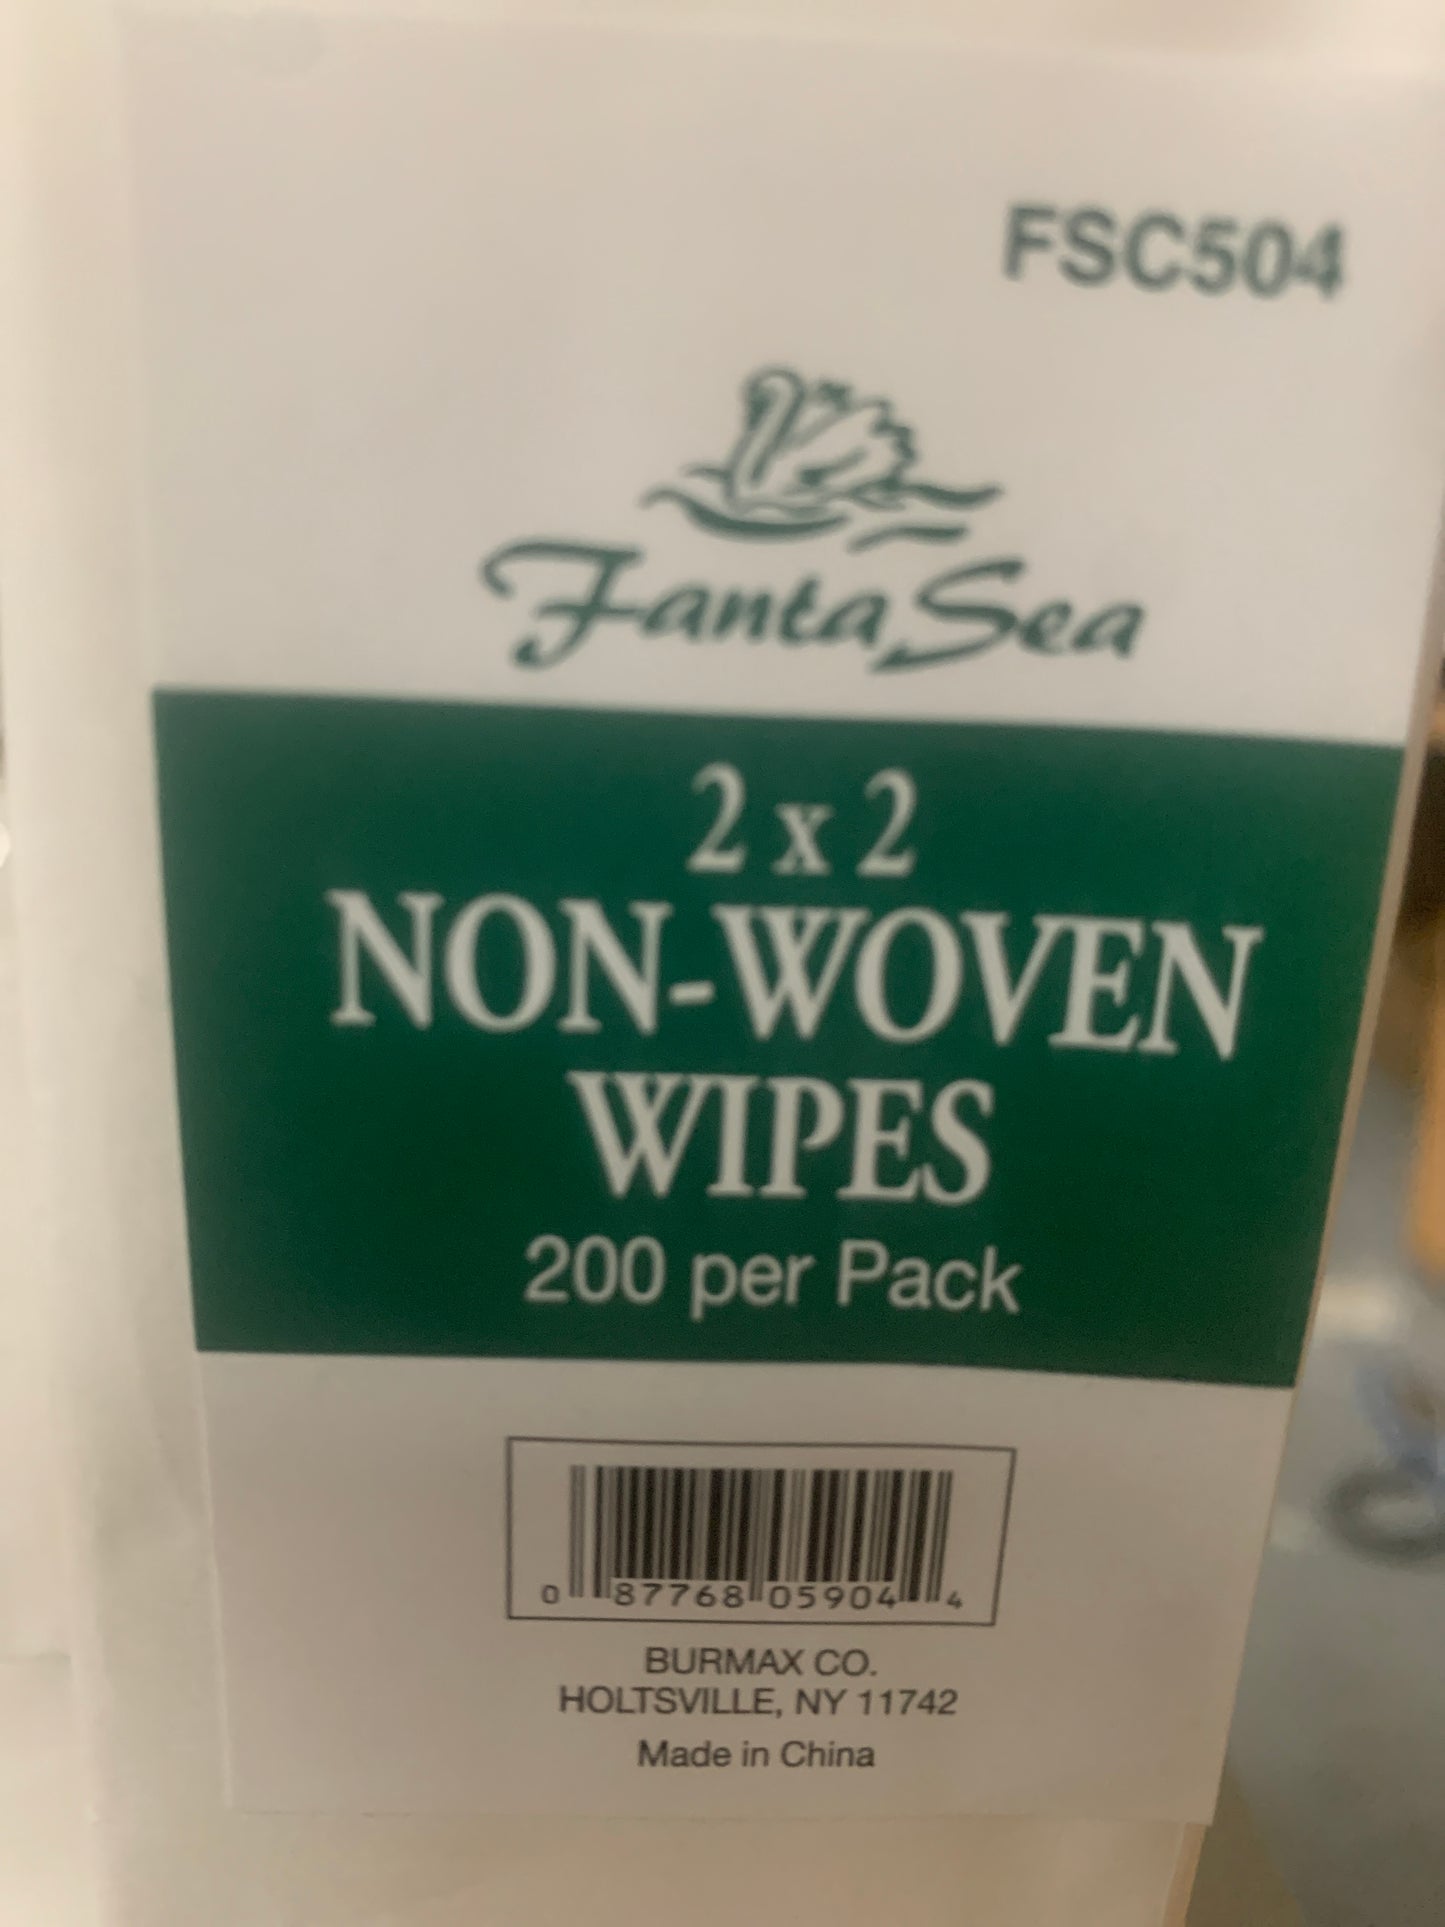 FSC504
FantaSea
2 x 2
NON-WOVEN
WIPES
200 per Pack
0 87768 05904 4
BURMAX CO.
HOLTSVILLE, NY 11742
Made in China